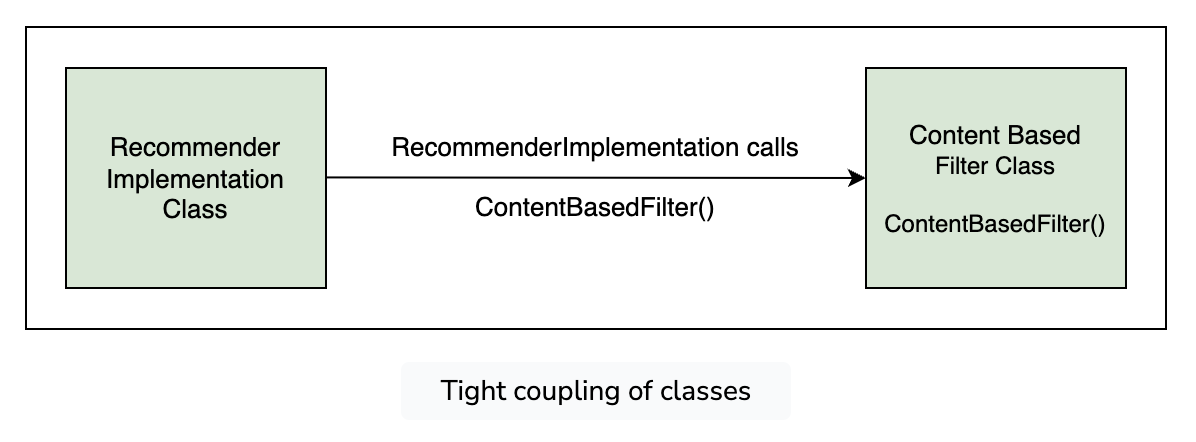 Recommender
Implementation
Class
RecommenderImplementation calls
ContentBasedFilter()
Content Based
Filter Class
ContentBasedFilter()
Tight coupling of classes